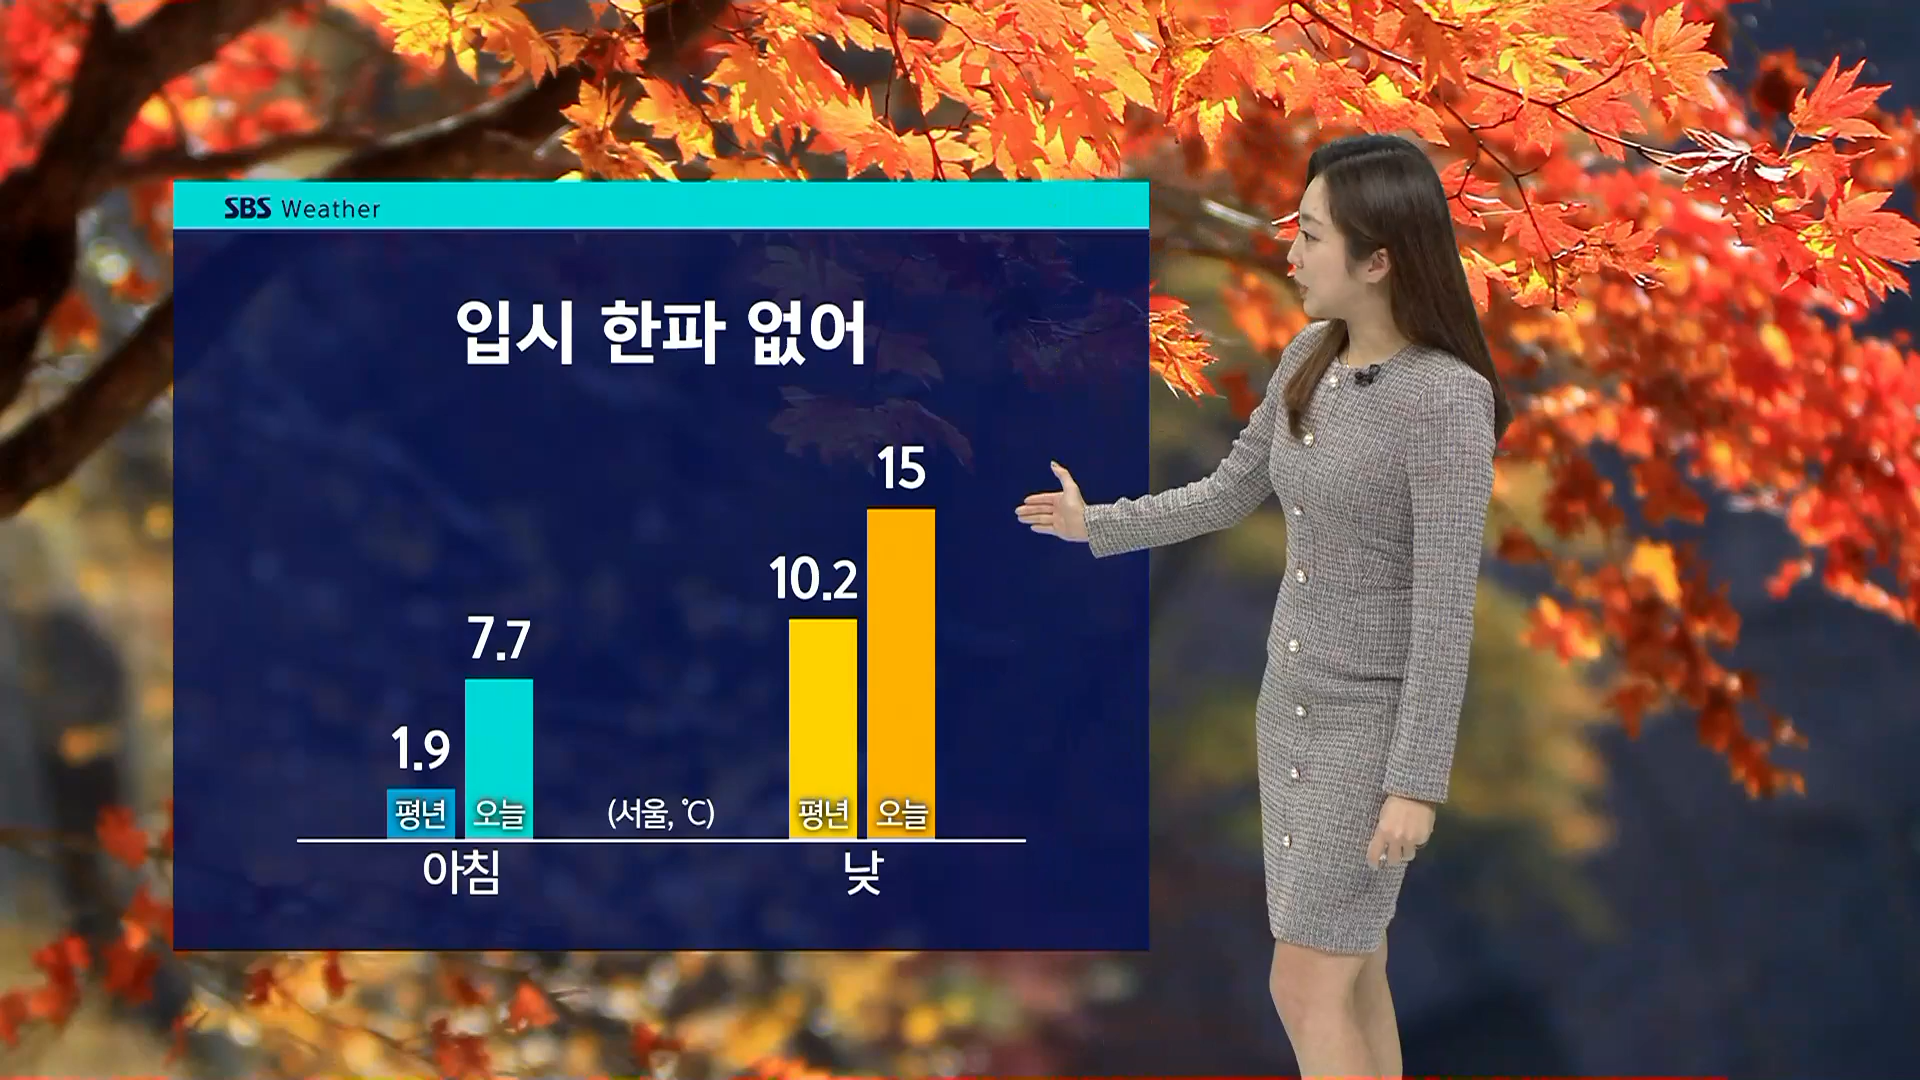 SBS Weather
입시 한파 없어
15
10.2
7.7
1.9
평년 오늘 (서울, ℃) 평년 오늘
아침 낮